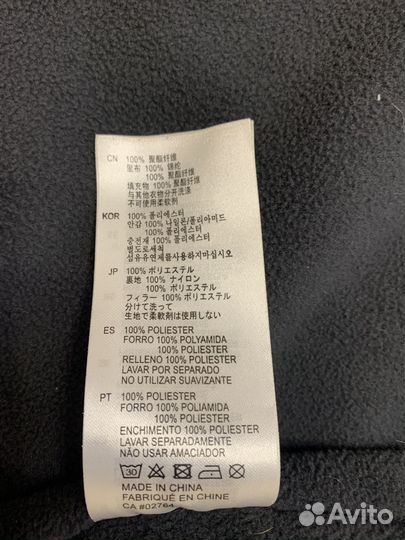 CN 100% 聚酯纤维
里布 100% 锦纶
100% 聚酯纤维
填充物 100% 聚酯纤维
与其他衣物分开洗涤
不可使用柔软剂
KOR 100% 폴리에스터
안감 100% 나일론/폴리아미드
100% 폴리에스터
충전재 100% 폴리에스터
별도로세척
섬유유연제를사용하지마십시오
JP 100% ポリエステル
裏地 100% ナイロン
100% ポリエステル
フィラー 100% ポリエステル
分けて洗って
生地で柔軟剤は使用しない
ES 100% POLIESTER
FORRO 100% POLYAMIDA
100% POLIESTER
RELLENO 100% POLIESTER
LAVAR POR SEPARADO
NO UTILIZAR SUAVIZANTE
PT 100% POLIESTER
FORRO 100% POLIAMIDA
100% POLIESTER
ENCHIMENTO 100% POLIESTER
LAVAR SEPARADAMENTE
NÃO USAR AMACIADOR
30
MADE IN CHINA
FABRIQUÉ EN CHINE
CA #02764
Avito